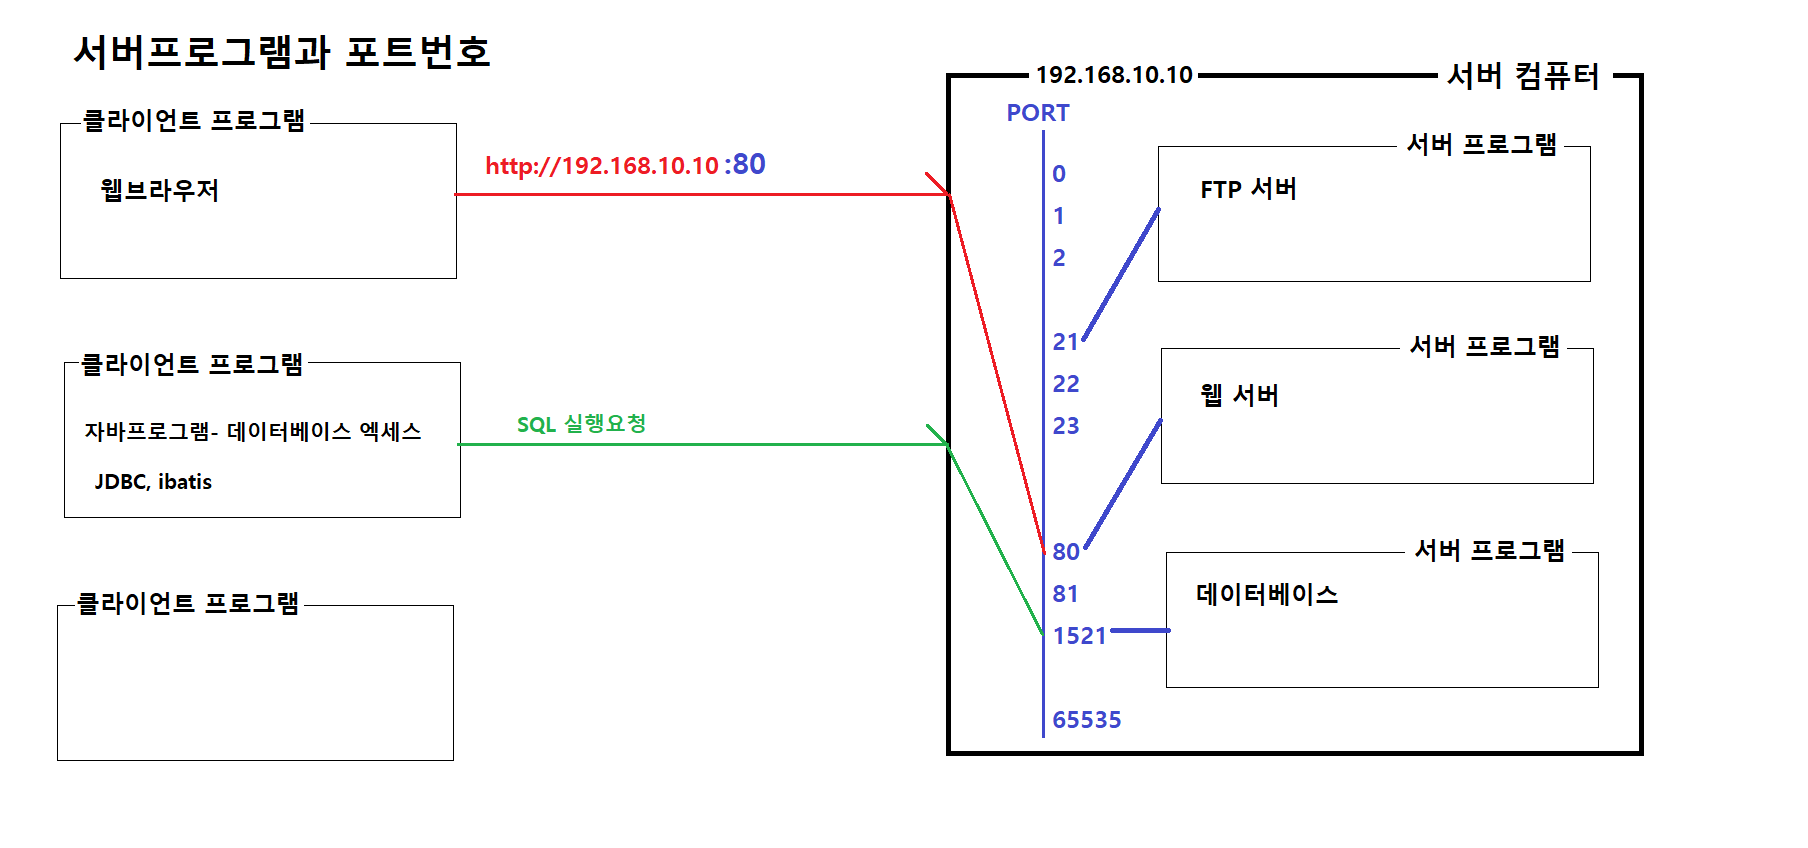 서버프로그램과 포트번호
클라이언트 프로그램
웹브라우저
http://192.168.10.10 :80
클라이언트 프로그램
자바프로그램- 데이터베이스 엑세스
JDBC, ibatis
SQL 실행요청
클라이언트 프로그램
192.168.10.10
서버 컴퓨터
PORT
0
1
2
21
22
23
80
81
1521
65535
서버 프로그램
FTP 서버
서버 프로그램
웹 서버
서버 프로그램
데이터베이스